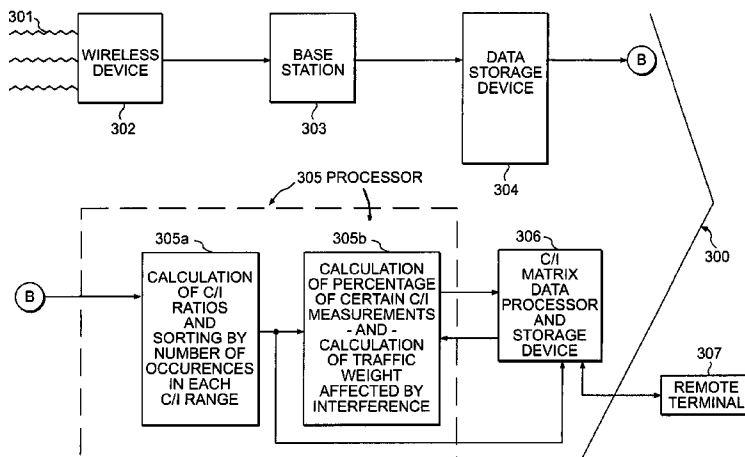 301
WIRELESS
DEVICE
302
BASE
STATION
303
DATA
STORAGE
DEVICE
304
B
305 PROCESSOR
300
B
305a
CALCULATION
OF C/I
RATIOS
AND
SORTING BY
NUMBER OF
OCCURENCES
IN EACH
C/I RANGE
305b
CALCULATION
OF PERCENTAGE
OF CERTAIN C/I
MEASUREMENTS
- AND -
CALCULATION
OF TRAFFIC
WEIGHT
AFFECTED BY
INTERFERENCE
306
C/I
MATRIX
DATA
PROCESSOR
AND
STORAGE
DEVICE
307
REMOTE
TERMINAL